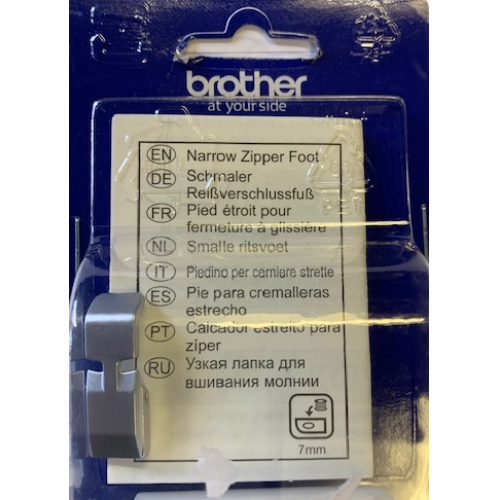 brother
at your side
EN Narrow Zipper Foot
DE Schmaler
Reißverschlussfuß
FR Pied étroit pour
fermeture à glissière
NL Smalle ritsvoet
IT Piedino per cerniere strette
ES Pie para cremalleras
estrecho
PT Calcador estreito para
zíper
RU Узкая лапка для
вшивания молнии
7mm